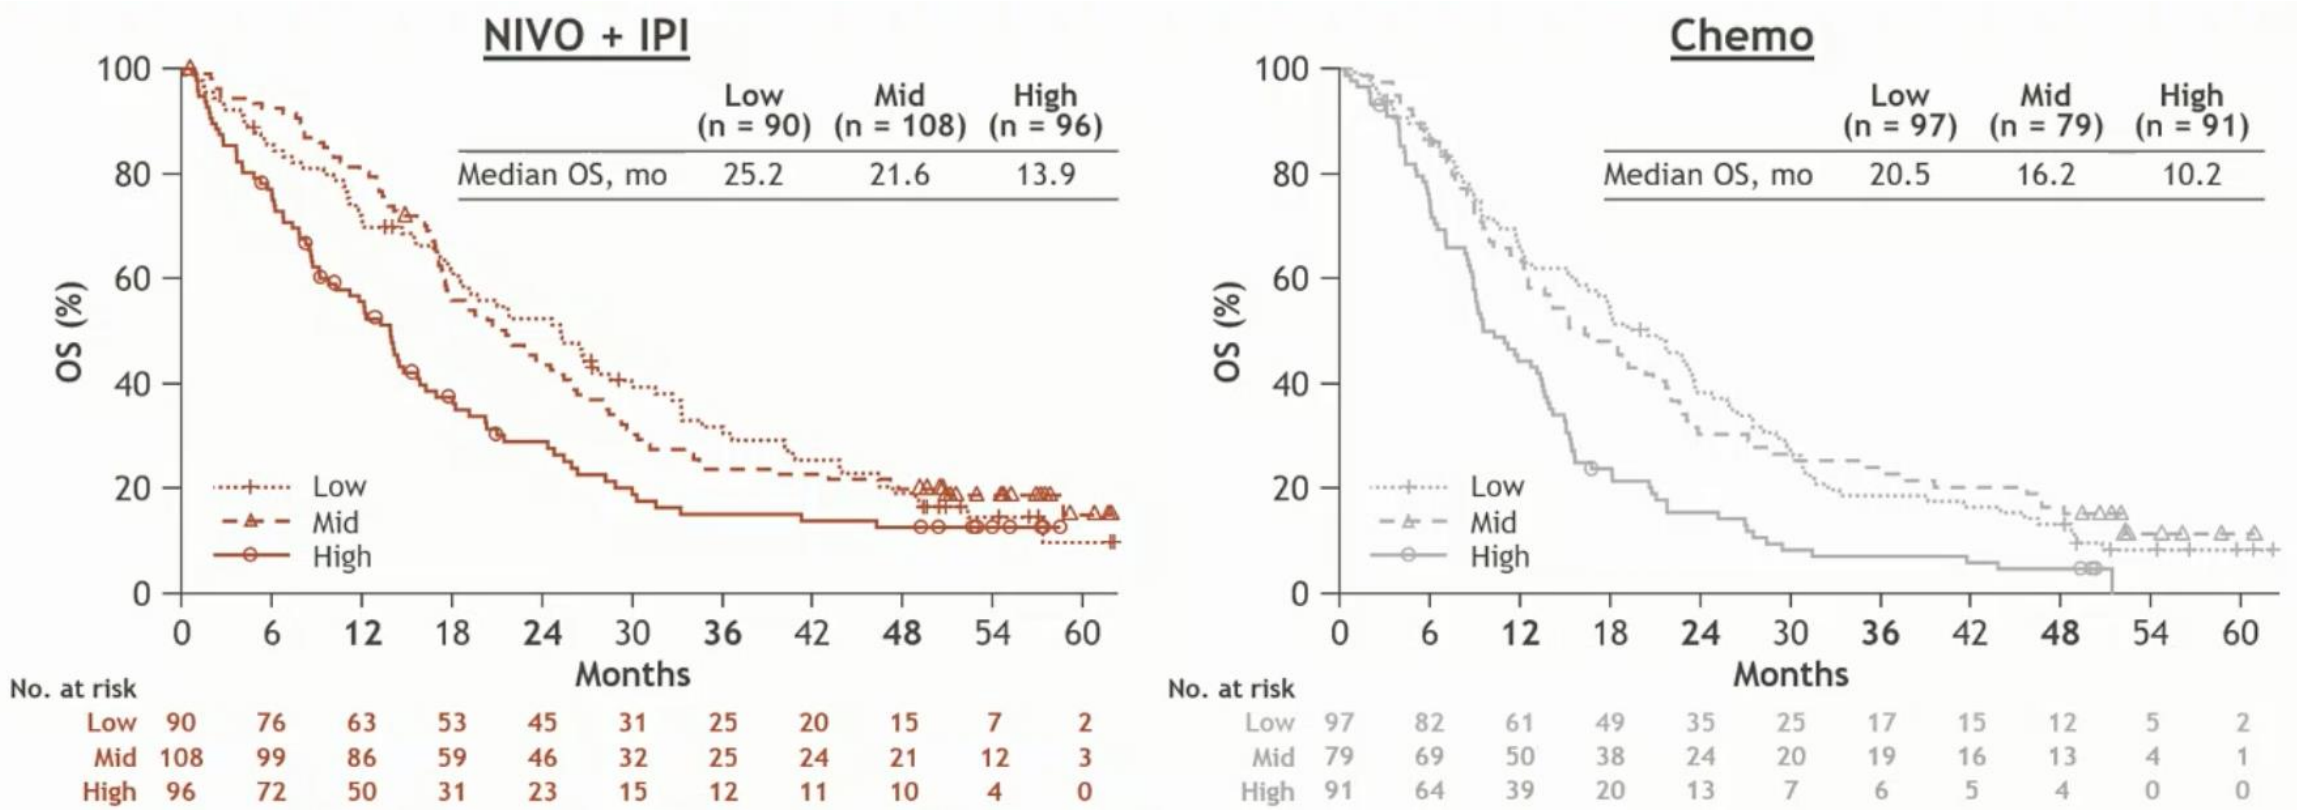 NIVO + IPI
Low Mid High
(n = 90) (n = 108) (n = 96)
Median OS, mo 25.2 21.6 13.9
OS (%)
100
80
60
40
20
0
Low
Mid
High
0 6 12 18 24 30 36 42 48 54 60
Months
No. at risk
Low 90 76 63 53 45 31 25 20 15 7 2
Mid 108 99 86 59 46 32 25 24 21 12 3
High 96 72 50 31 23 15 12 11 10 4 0
Chemo
Low Mid High
(n = 97) (n = 79) (n = 91)
Median OS, mo 20.5 16.2 10.2
OS (%)
100
80
60
40
20
0
Low
Mid
High
0 6 12 18 24 30 36 42 48 54 60
Months
No. at risk
Low 97 82 61 49 35 25 17 15 12 5 2
Mid 79 69 50 38 24 20 19 16 13 4 1
High 91 64 39 20 13 7 6 5 4 0 0